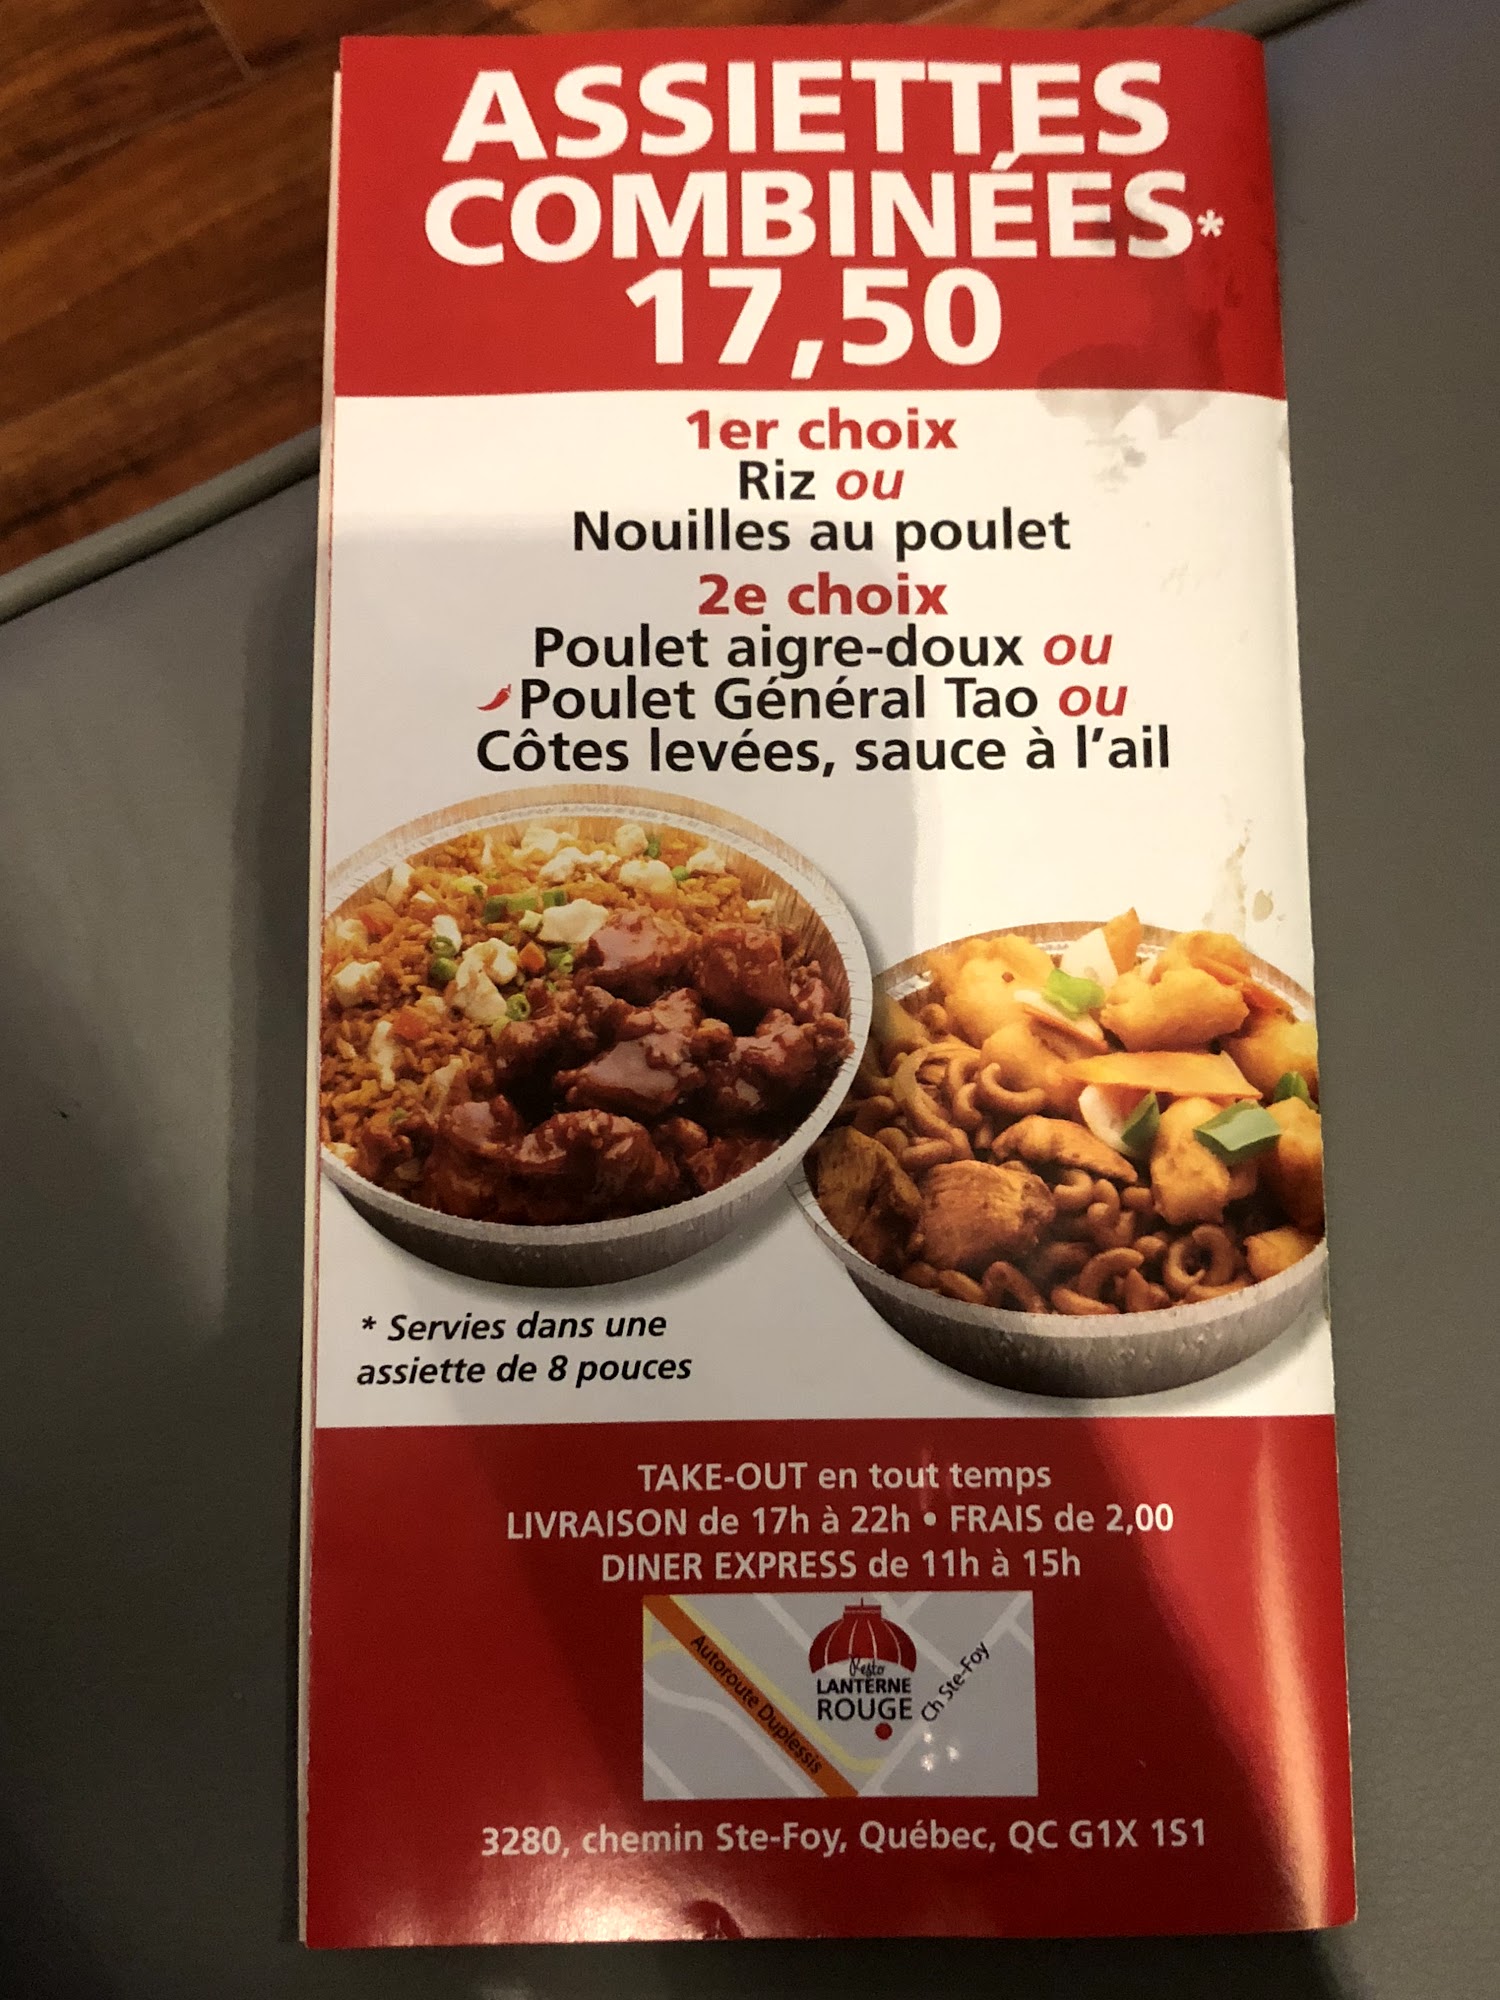 ASSIETTES
COMBINÉES*
17,50
1er choix
Riz ou
Nouilles au poulet
2e choix
Poulet aigre-doux ou
Poulet Général Tao ou
Côtes levées, sauce à l'ail
* Servies dans une
assiette de 8 pouces
TAKE-OUT en tout temps
LIVRAISON de 17h à 22h • FRAIS de 2,00
DINER EXPRESS de 11h à 15h
Autoroute Duplessis
Resto
LANTERNE
ROUGE
Ch Ste-Foy
3280, chemin Ste-Foy, Québec, QC G1X 1S1